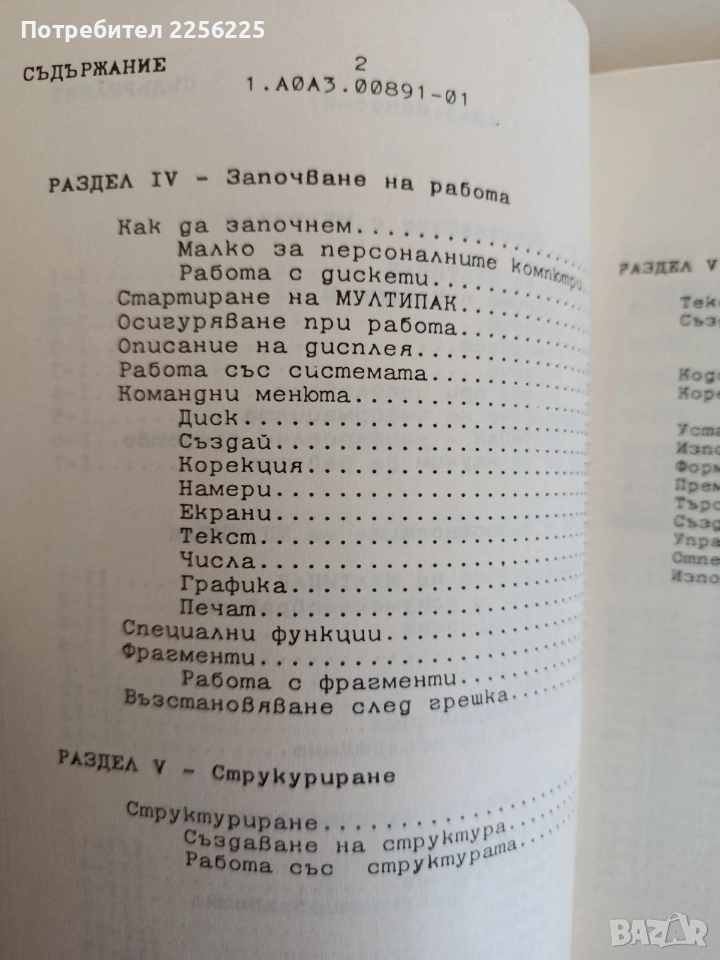 Потребител 2256225
СЪДЪРЖАНИЕ
2
1.А0А3.00891-01
РАЗДЕЛ IV - Започване на работа
Как да започнем
Малко за персоналните компютри
Работа с дискети
Стартиране на МУЛТИПАК
Осигуряване при работа
Описание на дисплея
Работа със системата
Командни менюта
Диск
Създай
Корекция
Намери
Екрани
Текст
Числа
Графика
Печат
Специални функции
Фрагменти
Работа с фрагменти
Възстановяване след грешка
РАЗДЕЛ V - Струкуриране
Структуриране
Създаване на структура
Работа със структурата
РАЗДЕЛ V
BAZAR